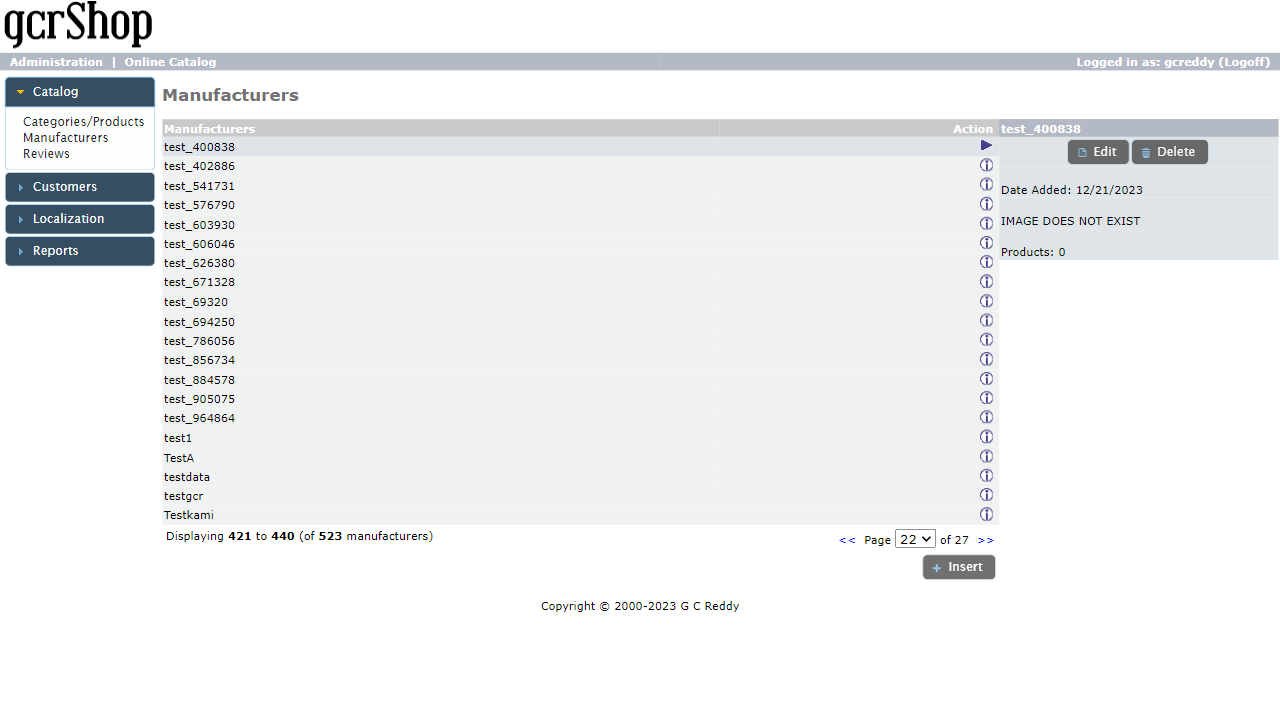 gcrShop
Administration | Online Catalog
Logged in as: gcreddy (Logoff)
Catalog
Categories/Products
Manufacturers
Reviews
Customers
Localization
Reports
Manufacturers
Manufacturers Action
test_400838
test_402886
test_541731
test_576790
test_603930
test_606046
test_626380
test_671328
test_69320
test_694250
test_786056
test_856734
test_884578
test_905075
test_964864
test1
TestA
testdata
testgcr
Testkami
Displaying 421 to 440 (of 523 manufacturers)
<< Page 22 of 27 >>
+ Insert
test_400838
Edit Delete
Date Added: 12/21/2023
IMAGE DOES NOT EXIST
Products: 0
Copyright © 2000-2023 G C Reddy